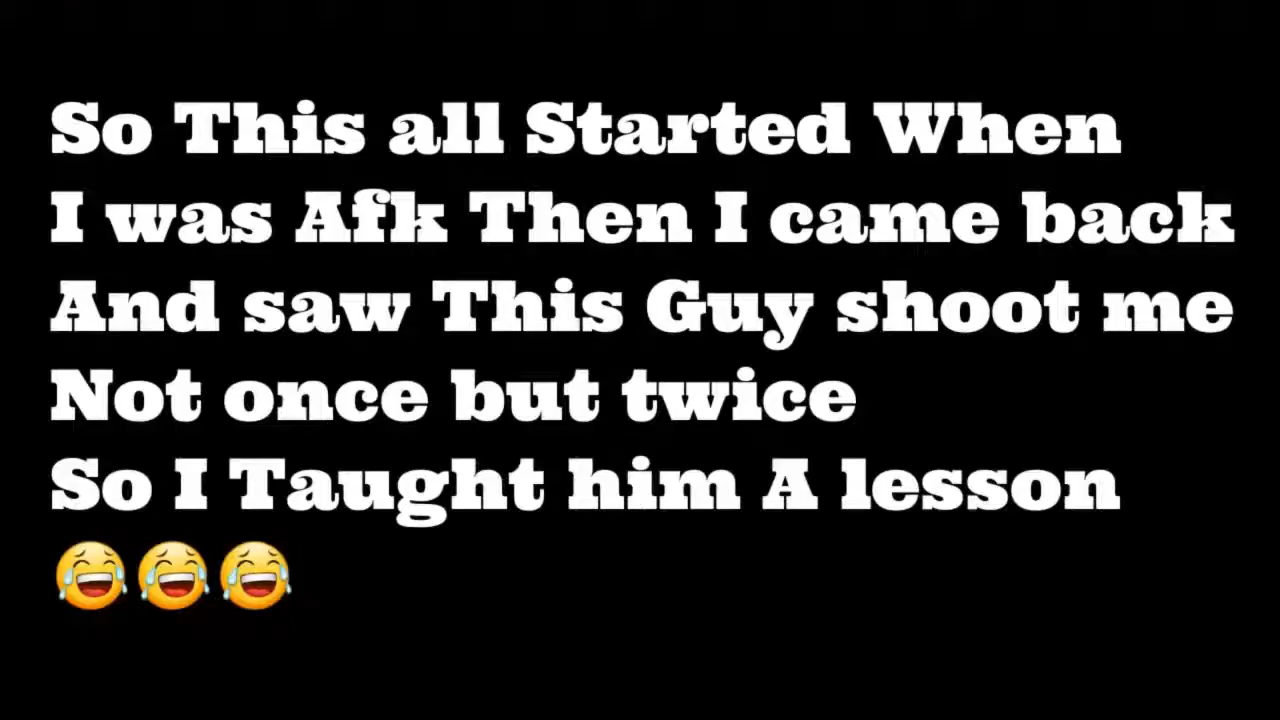 So This all Started When
I was Afk Then I came back
And saw This Guy shoot me
Not once but twice
So I Taught him A lesson
😂😂😂